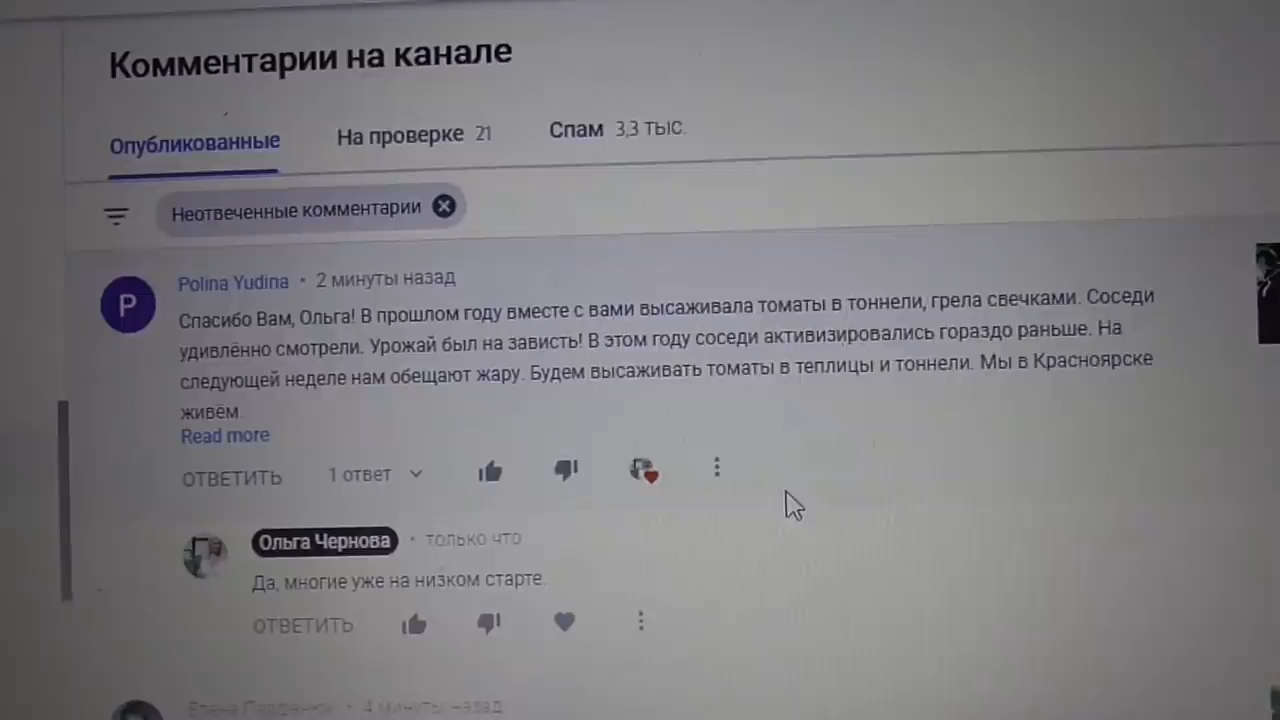 Комментарии на канале
Опубликованные На проверке 21 Спам 3,3 тыс.
Неотвеченные комментарии
P
Polina Yudina • 2 минуты назад
Спасибо Вам, Ольга! В прошлом году вместе с вами высаживала томаты в тоннели, грела свечками. Соседи
удивлённо смотрели. Урожай был на зависть! В этом году соседи активизировались гораздо раньше. На
следующей неделе нам обещают жару. Будем высаживать томаты в теплицы и тоннели. Мы в Красноярске
живём.
Read more
ОТВЕТИТЬ 1 ответ
Ольга Чернова • только что
Да, многие уже на низком старте.
ОТВЕТИТЬ
Елена • 4 минуты назад